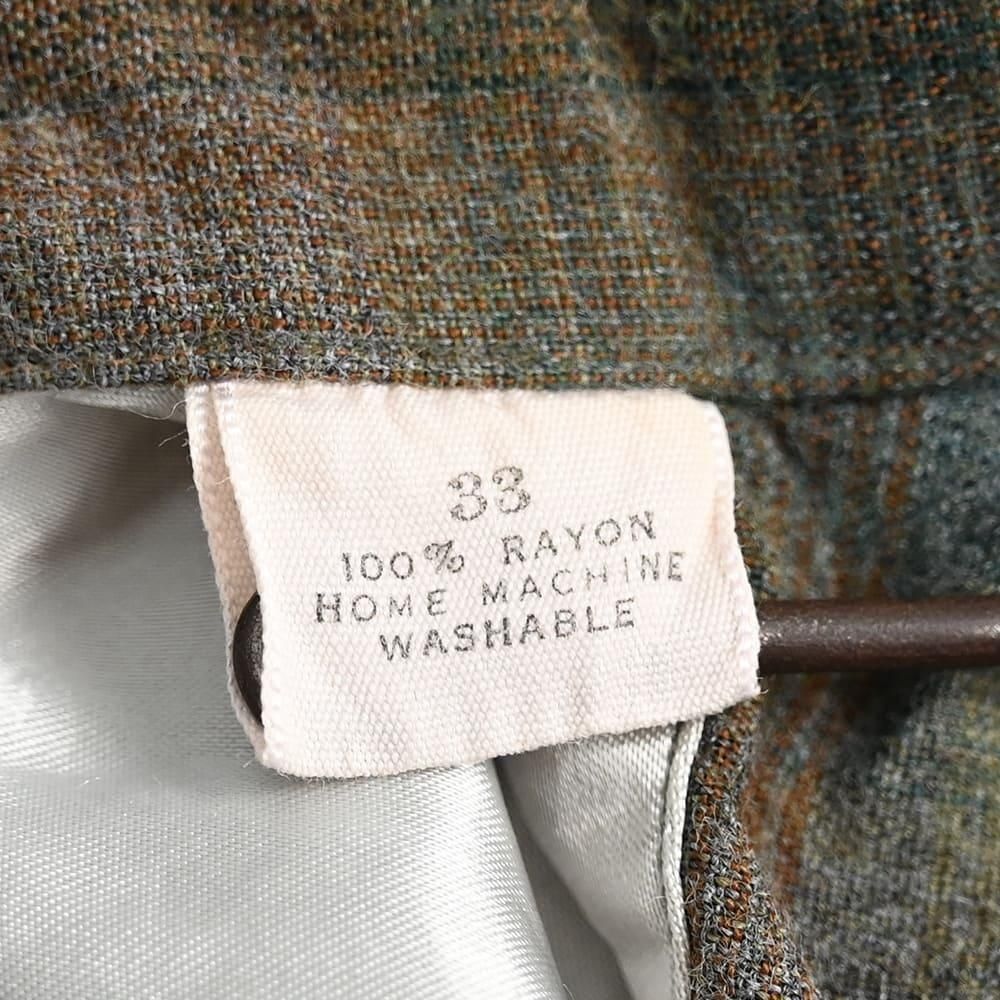 33
100% RAYON
HOME MACHINE
WASHABLE